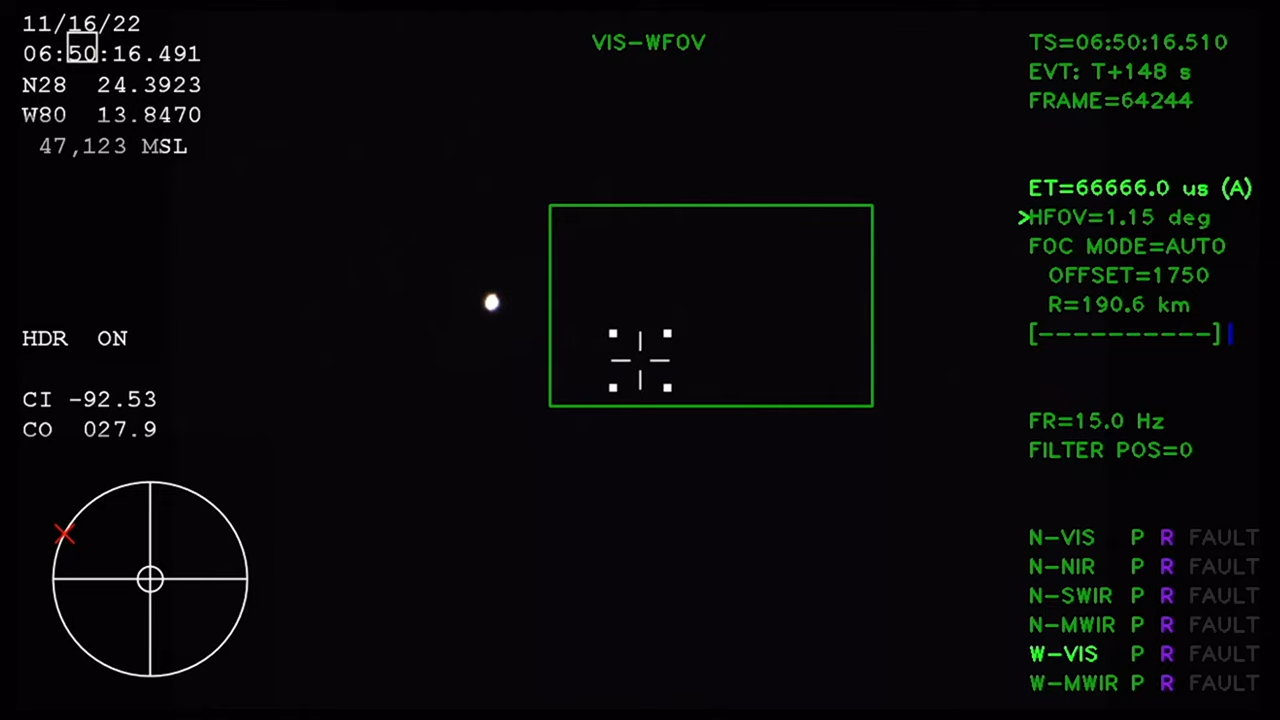 11/16/22
06:50:16.491
N28 24.3923
W80 13.8470
47,123 MSL
HDR ON
CI -92.53
CO 027.9
VIS-WFOV
TS=06:50:16.510
EVT: T+148 s
FRAME=64244
ET=66666.0 us (A)
>HFOV=1.15 deg
FOC MODE=AUTO
OFFSET=1750
R=190.6 km
[----------]
FR=15.0 Hz
FILTER POS=0
N-VIS P R FAULT
N-NIR P R FAULT
N-SWIR P R FAULT
N-MWIR P R FAULT
W-VIS P R FAULT
W-MWIR P R FAULT